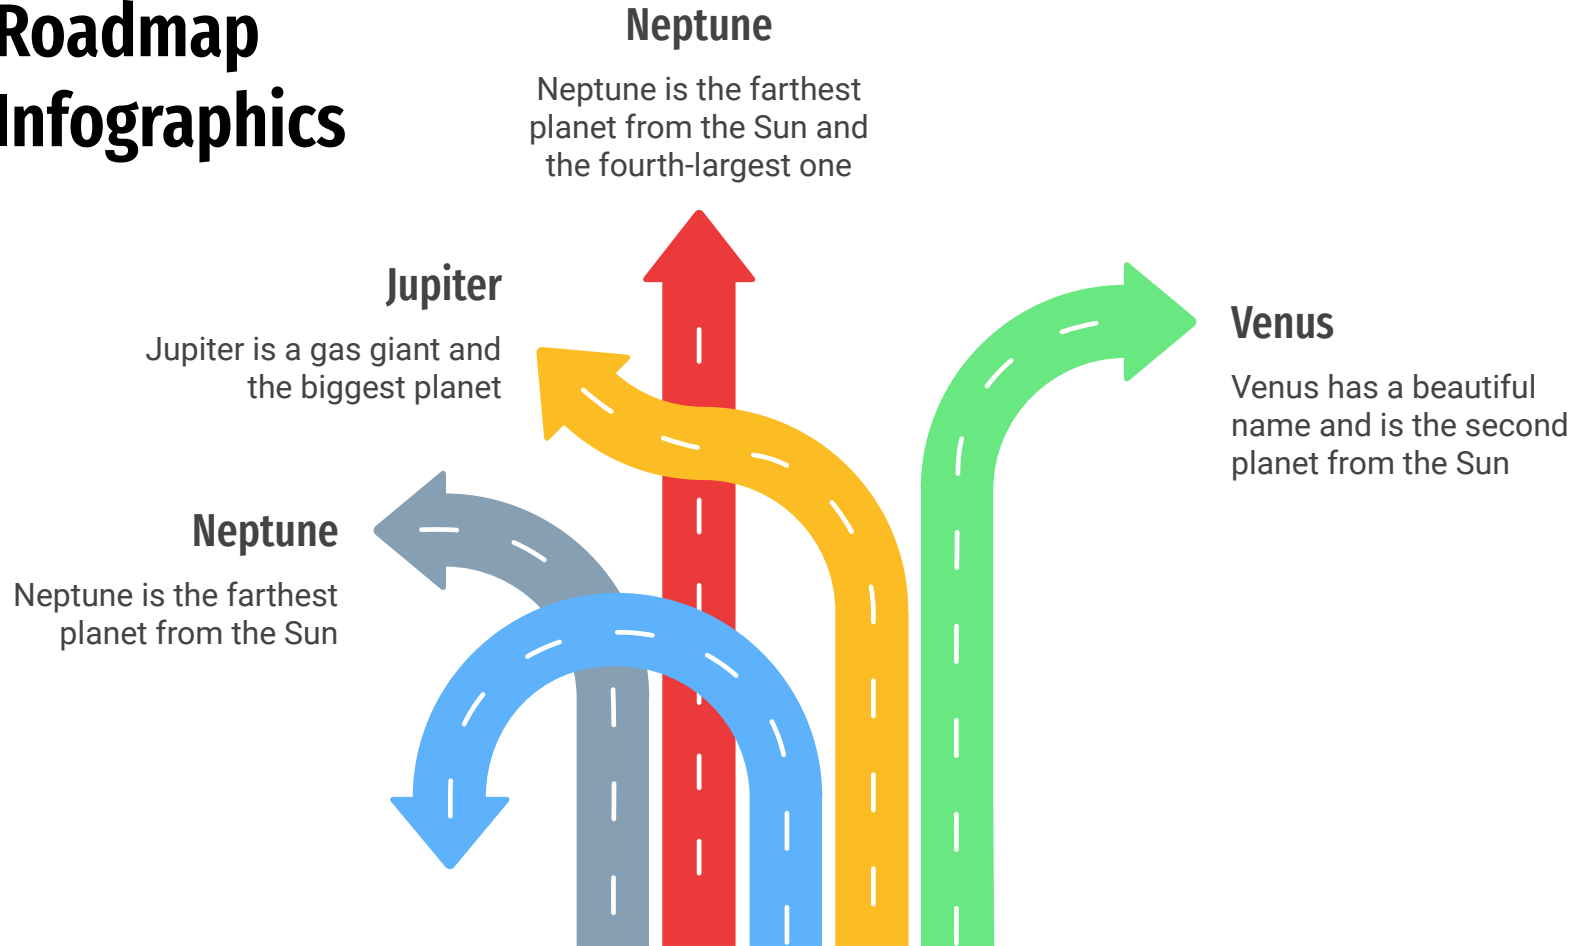 Roadmap
Infographics
Neptune
Neptune is the farthest
planet from the Sun and
the fourth-largest one
Jupiter
Jupiter is a gas giant and
the biggest planet
Venus
Venus has a beautiful
name and is the second
planet from the Sun
Neptune
Neptune is the farthest
planet from the Sun